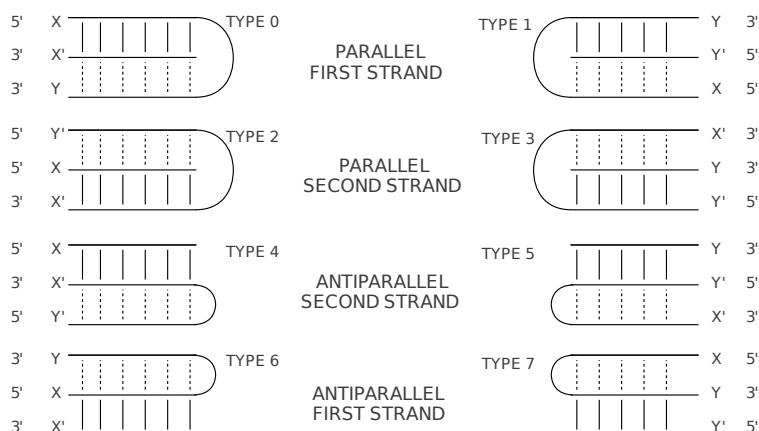 5' X TYPE 0 TYPE 1 Y 3'
3' X' PARALLEL Y' 5'
FIRST STRAND
3' Y X 5'
5' Y' TYPE 2 TYPE 3 X' 3'
5' X PARALLEL Y 3'
SECOND STRAND
3' X' Y' 5'
5' X TYPE 4 TYPE 5 Y 3'
3' X' ANTIPARALLEL Y' 5'
SECOND STRAND
5' Y' X' 3'
3' Y TYPE 6 TYPE 7 X 5'
5' X ANTIPARALLEL Y 3'
FIRST STRAND
3' X' Y' 5'